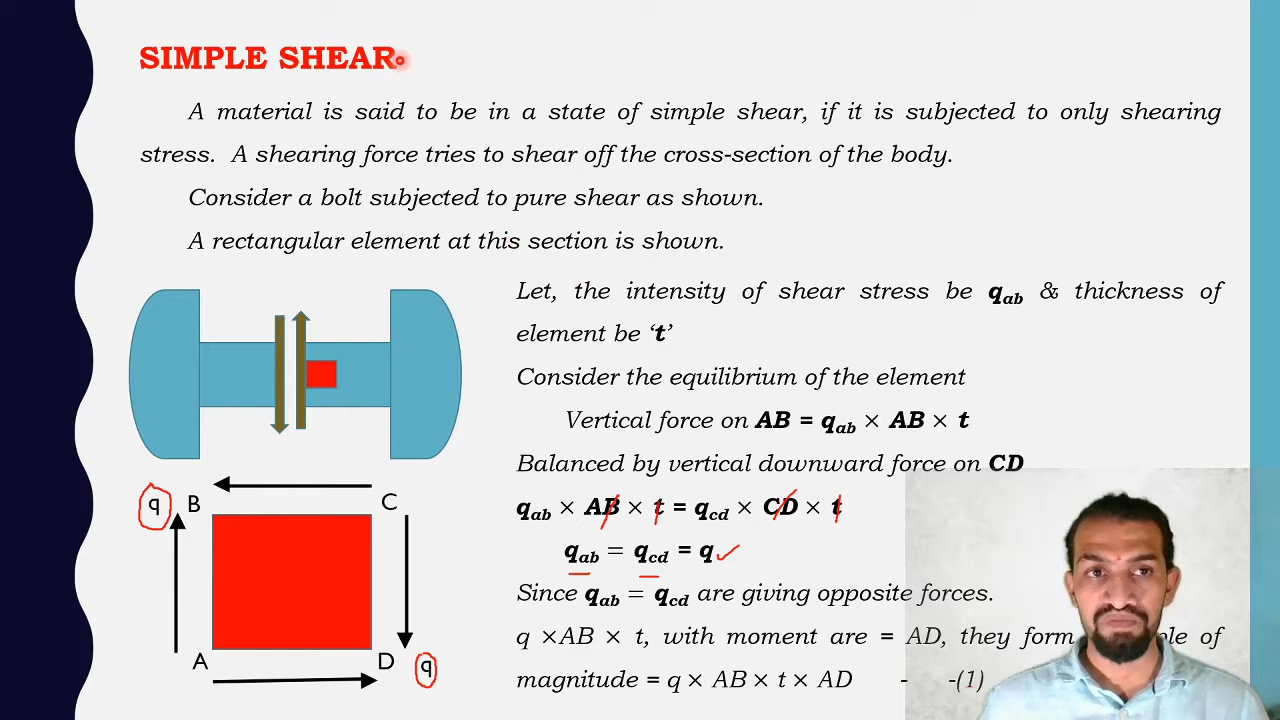 SIMPLE SHEAR
A material is said to be in a state of simple shear, if it is subjected to only shearing
stress. A shearing force tries to shear off the cross-section of the body.
Consider a bolt subjected to pure shear as shown.
A rectangular element at this section is shown.
Let, the intensity of shear stress be qab & thickness of
element be ‘t’
Consider the equilibrium of the element
Vertical force on AB = qab × AB × t
Balanced by vertical downward force on CD
qab × AB × t = qcd × CD × t
qab = qcd = q
Since qab = qcd are giving opposite forces.
q ×AB × t, with moment are = AD, they form of
magnitude = q × AB × t × AD - -(1)
q B C
A D q